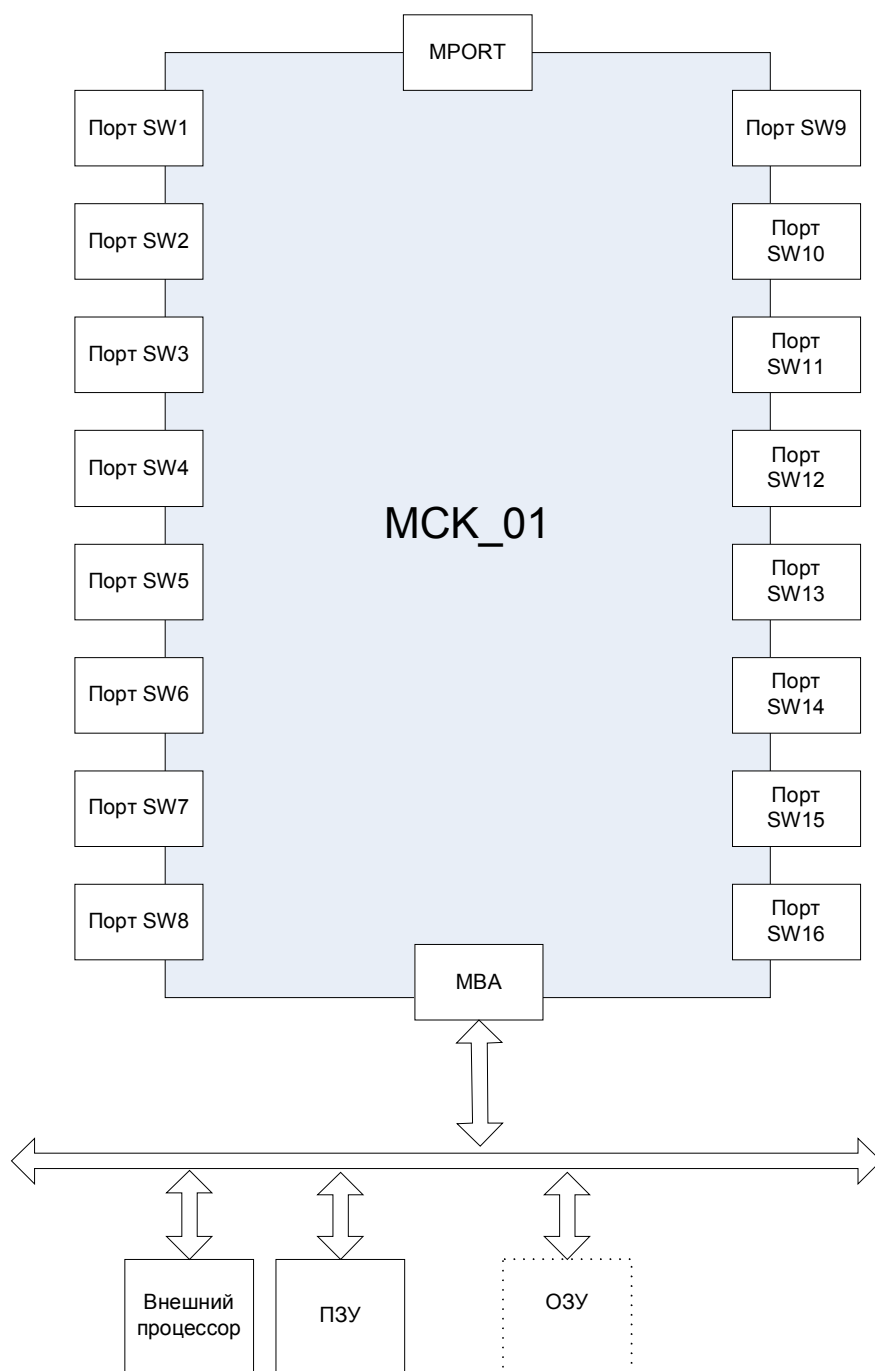 MPORT
Порт SW1
Порт SW9
Порт SW2
Порт
SW10
Порт SW3
Порт
SW11
Порт SW4
Порт
SW12
MCK_01
Порт SW5
Порт
SW13
Порт SW6
Порт
SW14
Порт SW7
Порт
SW15
Порт SW8
Порт
SW16
MBA
Внешний
процессор
ПЗУ
ОЗУ